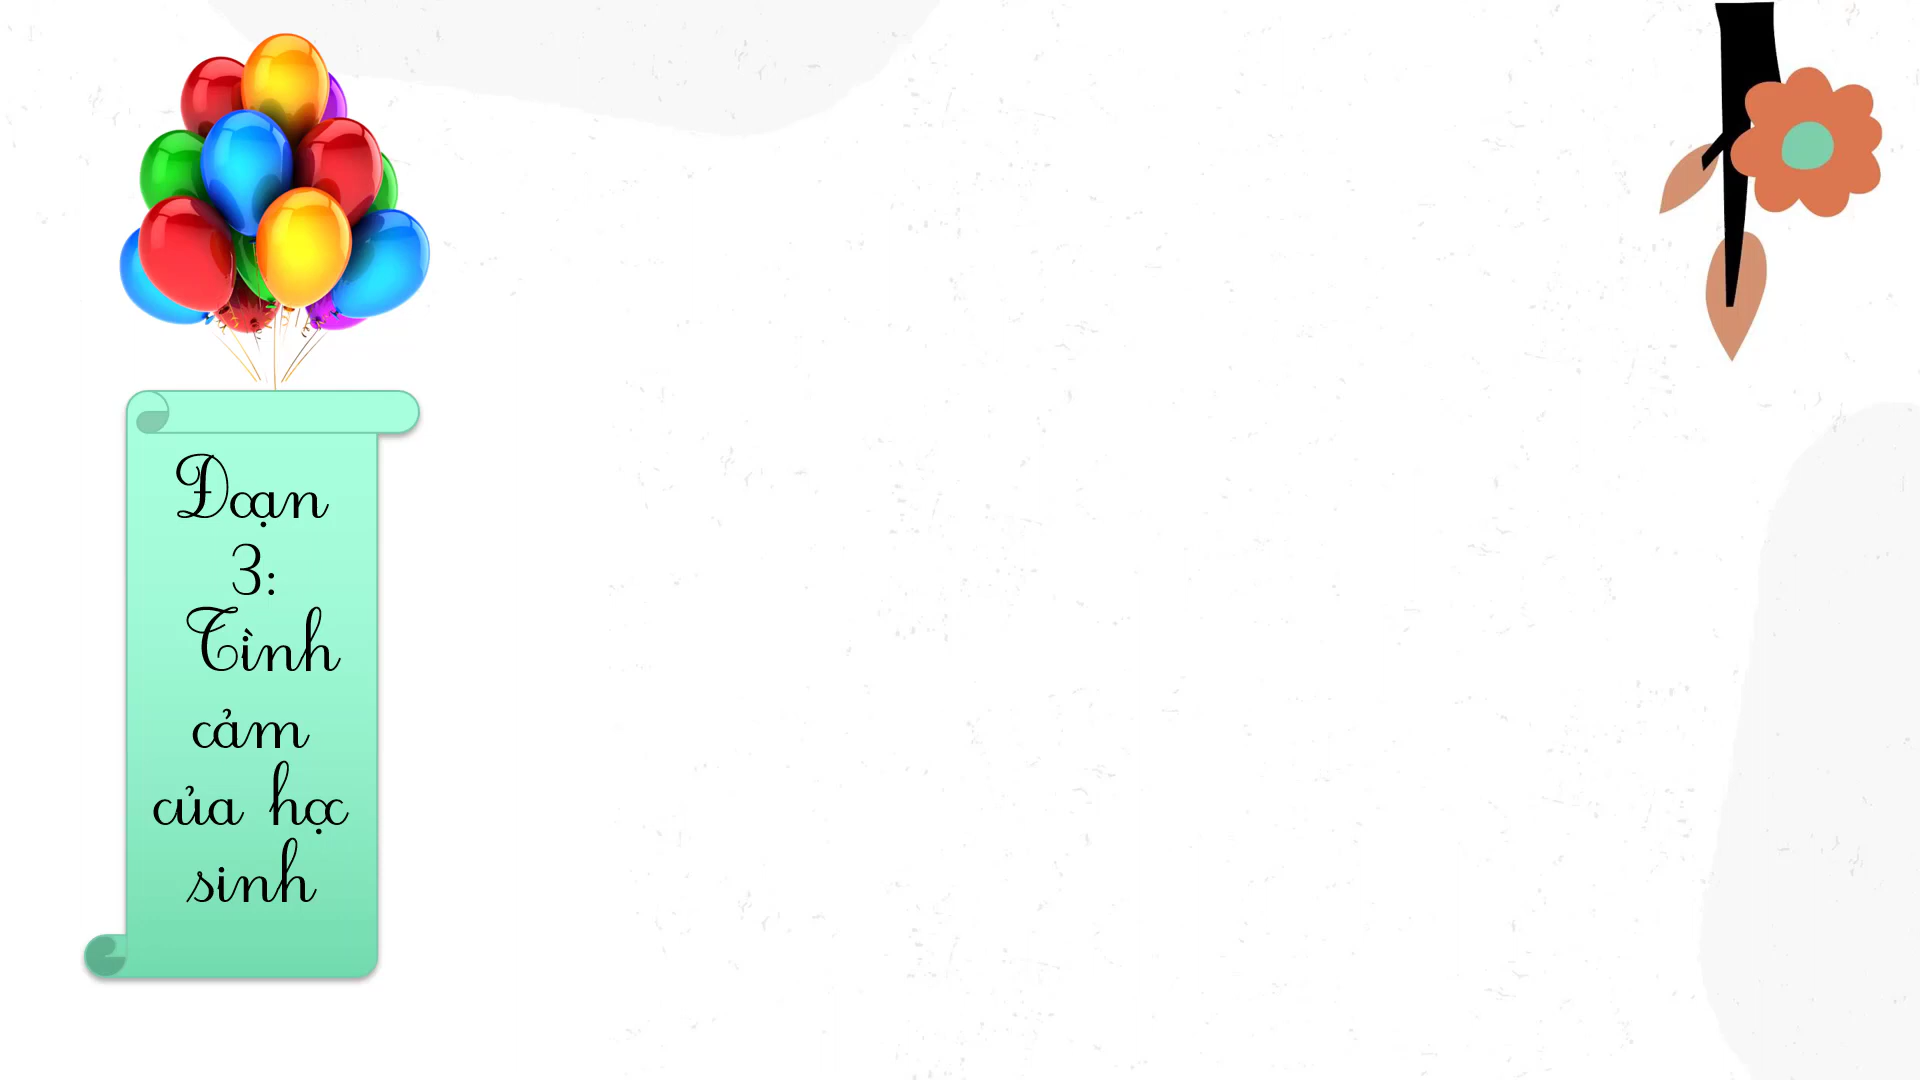 Đoạn
3:
Tình
cảm
của học
sinh